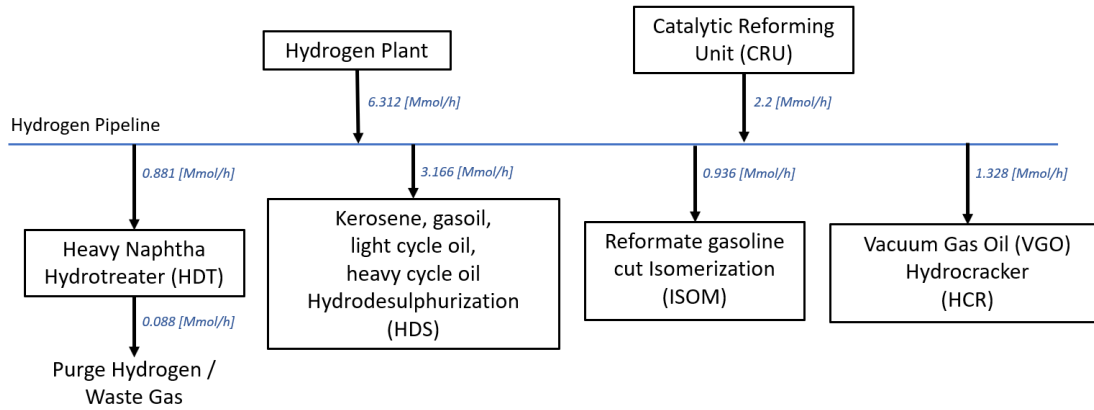 Hydrogen Plant
Catalytic Reforming
Unit (CRU)
6.312 [Mmol/h]
2.2 [Mmol/h]
Hydrogen Pipeline
0.881 [Mmol/h]
3.166 [Mmol/h]
0.936 [Mmol/h]
1.328 [Mmol/h]
Heavy Naphtha
Hydrotreater (HDT)
Kerosene, gasoil,
light cycle oil,
heavy cycle oil
Hydrodesulphurization
(HDS)
Reformate gasoline
cut Isomerization
(ISOM)
Vacuum Gas Oil (VGO)
Hydrocracker
(HCR)
0.088 [Mmol/h]
Purge Hydrogen /
Waste Gas